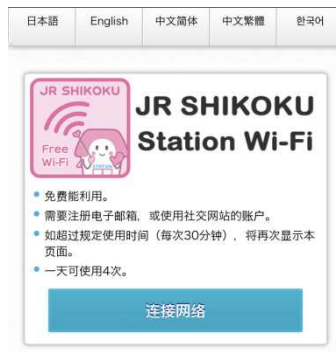 日本語 English 中文简体 中文繁體 한국어
JR SHIKOKU
Free
Wi-Fi
JR SHIKOKU
Station Wi-Fi
免费能利用。
需要注册电子邮箱，或使用社交网站的账户。
如超过规定使用时间（每次30分钟），将再次显示本
页面。
一天可使用4次。
连接网络